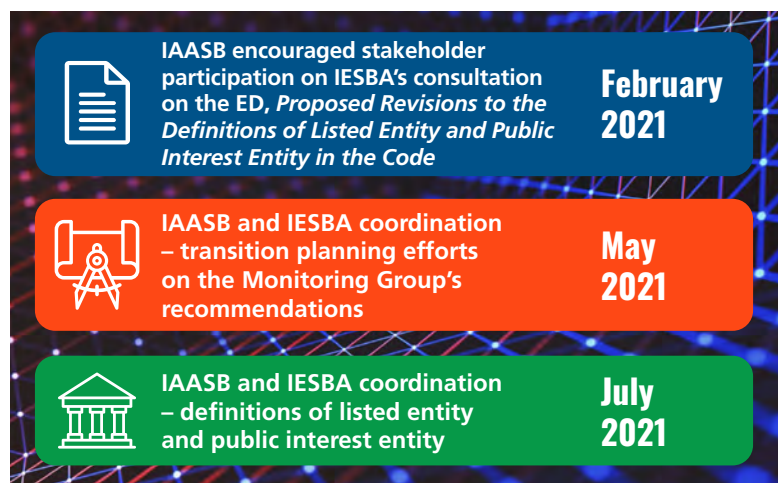 IAASB encouraged stakeholder
participation on IESBA's consultation
on the ED, Proposed Revisions to the
Definitions of Listed Entity and Public
Interest Entity in the Code
February
2021
IAASB and IESBA coordination
– transition planning efforts
on the Monitoring Group's
recommendations
May
2021
IAASB and IESBA coordination
– definitions of listed entity
and public interest entity
July
2021